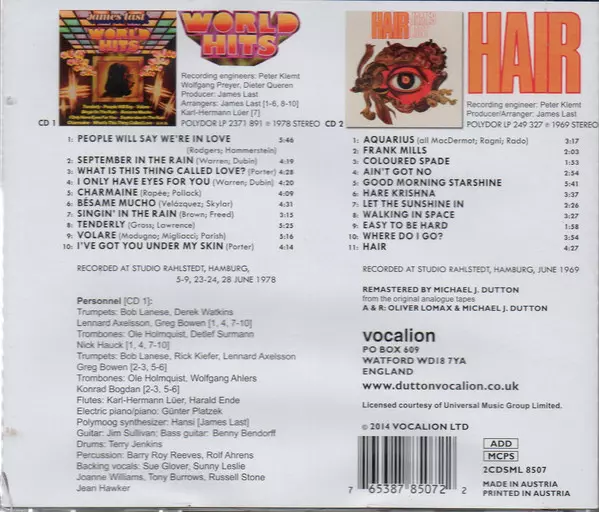 James Last
WORLD
HITS
CD 1
WORLD
HITS
Recording engineers: Peter Klemt
Wolfgang Preyer, Dieter Queren
Producer: James Last
Arrangers: James Last [1-6, 8-10]
Karl-Hermann Lüer [7]
POLYDOR LP 2371 891 ℗ 1978 STEREO
1: PEOPLE WILL SAY WE'RE IN LOVE 5:46
(Rodgers; Hammerstein)
2: SEPTEMBER IN THE RAIN (Warren; Dubin) 4:19
3: WHAT IS THIS THING CALLED LOVE? (Porter) 4:28
4: I ONLY HAVE EYES FOR YOU (Warren; Dubin) 4:20
5: CHARMAINE (Rapée; Pollack) 5:09
6: BÉSAME MUCHO (Velázquez; Skylar) 4:31
7: SINGIN' IN THE RAIN (Brown; Freed) 3:15
8: TENDERLY (Gross; Lawrence) 5:25
9: VOLARE (Modugno; Migliacci; Parish) 5:16
10: I'VE GOT YOU UNDER MY SKIN (Porter) 4:14
RECORDED AT STUDIO RAHLSTEDT, HAMBURG,
5-9, 23-24, 28 JUNE 1978
Personnel [CD 1]:
Trumpets: Bob Lanese, Derek Watkins
Lennard Axelsson, Greg Bowen [1, 4, 7-10]
Trombones: Ole Holmquist, Detlef Surmann
Nick Hauck [1, 4, 7-10]
Trumpets: Bob Lanese, Rick Kiefer, Lennard Axelsson
Greg Bowen [2-3, 5-6]
Trombones: Ole Holmquist, Wolfgang Ahlers
Konrad Bogdan [2-3, 5-6]
Flutes: Karl-Hermann Lüer, Harald Ende
Electric piano/piano: Günter Platzek
Polymoog synthesizer: Hansi [James Last]
Guitar: Jim Sullivan; Bass guitar: Benny Bendorff
Drums: Terry Jenkins
Percussion: Barry Roy Reeves, Rolf Ahrens
Backing vocals: Sue Glover, Sunny Leslie
Joanne Williams, Tony Burrows, Russell Stone
Jean Hawker
HAIR
CD 2
HAIR
Recording engineer: Peter Klemt
Producer/Arranger: James Last
POLYDOR LP 249 327 ℗ 1969 STEREO
1: AQUARIUS (all MacDermot; Ragni; Rado) 3:17
2: FRANK MILLS 2:03
3: COLOURED SPADE 1:53
4: AIN'T GOT NO 2:54
5: GOOD MORNING STARSHINE 5:41
6: HARE KRISHNA 3:37
7: LET THE SUNSHINE IN 2:26
8: WALKING IN SPACE 3:27
9: EASY TO BE HARD 1:58
10: WHERE DO I GO? 3:54
11: HAIR 4:27
RECORDED AT STUDIO RAHLSTEDT, HAMBURG, JUNE 1969
REMASTERED BY MICHAEL J. DUTTON
from the original analogue tapes
A & R: OLIVER LOMAX & MICHAEL J. DUTTON
vocalion
PO BOX 609
WATFORD WD18 7YA
ENGLAND
www.duttonvocalion.co.uk
Licensed courtesy of Universal Music Group Limited.
℗ © 2014 VOCALION LTD
7 65387 85072 2
ADD
MCPS
2CDSML 8507
MADE IN AUSTRIA
PRINTED IN AUSTRIA